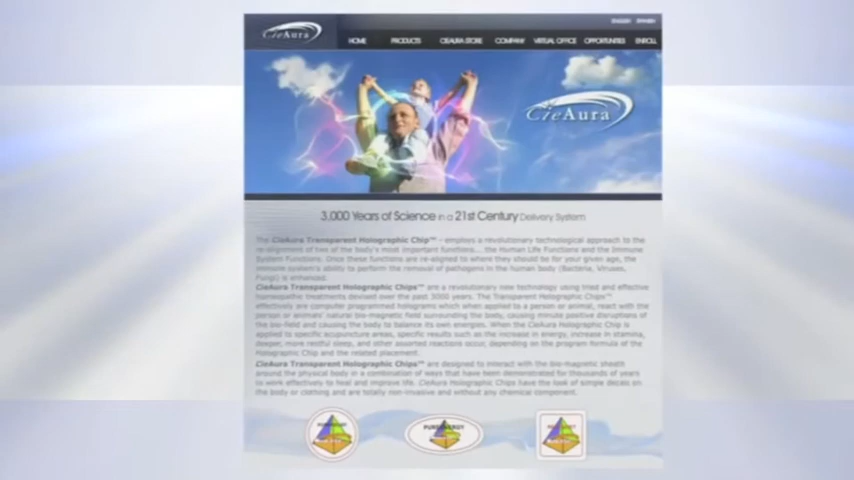 ENGLISH SPANISH
CieAura
HOME PRODUCTS CIEAURA STORE COMPANY VIRTUAL OFFICE OPPORTUNITIES ENROLL
CieAura
3,000 Years of Science in a 21st Century Delivery System
The CieAura Transparent Holographic Chip™ - employs a revolutionary technological approach to the
re-alignment of two of the body's most important functions... the Human Life Functions and the Immune
System Functions. Once these functions are re-aligned to where they should be for your given age, the
immune system's ability to perform the removal of pathogens in the human body (Bacteria, Viruses,
Fungi) is enhanced.
CieAura Transparent Holographic Chips™ are a revolutionary new technology using tried and effective
homeopathic treatments devised over the past 3000 years. The Transparent Holographic Chips™
effectively are computer programmed holograms which when applied to a person or animal, react with the
person or animals' natural bio-magnetic field surrounding the body, causing minute positive disruptions of
the bio-field and causing the body to balance its own energies. When the CieAura Holographic Chip is
applied to specific acupuncture areas, specific results such as the increase in energy, increase in stamina,
deeper, more restful sleep, and other assorted reactions occur, depending on the program formula of the
Holographic Chip and the related placement.
CieAura Transparent Holographic Chips™ are designed to interact with the bio-magnetic sheath
around the physical body in a combination of ways that have been demonstrated for thousands of years
to work effectively to heal and improve life. CieAura Holographic Chips have the look of simple decals on
the body or clothing and are totally non-invasive and without any chemical component.
PURE ENERGY